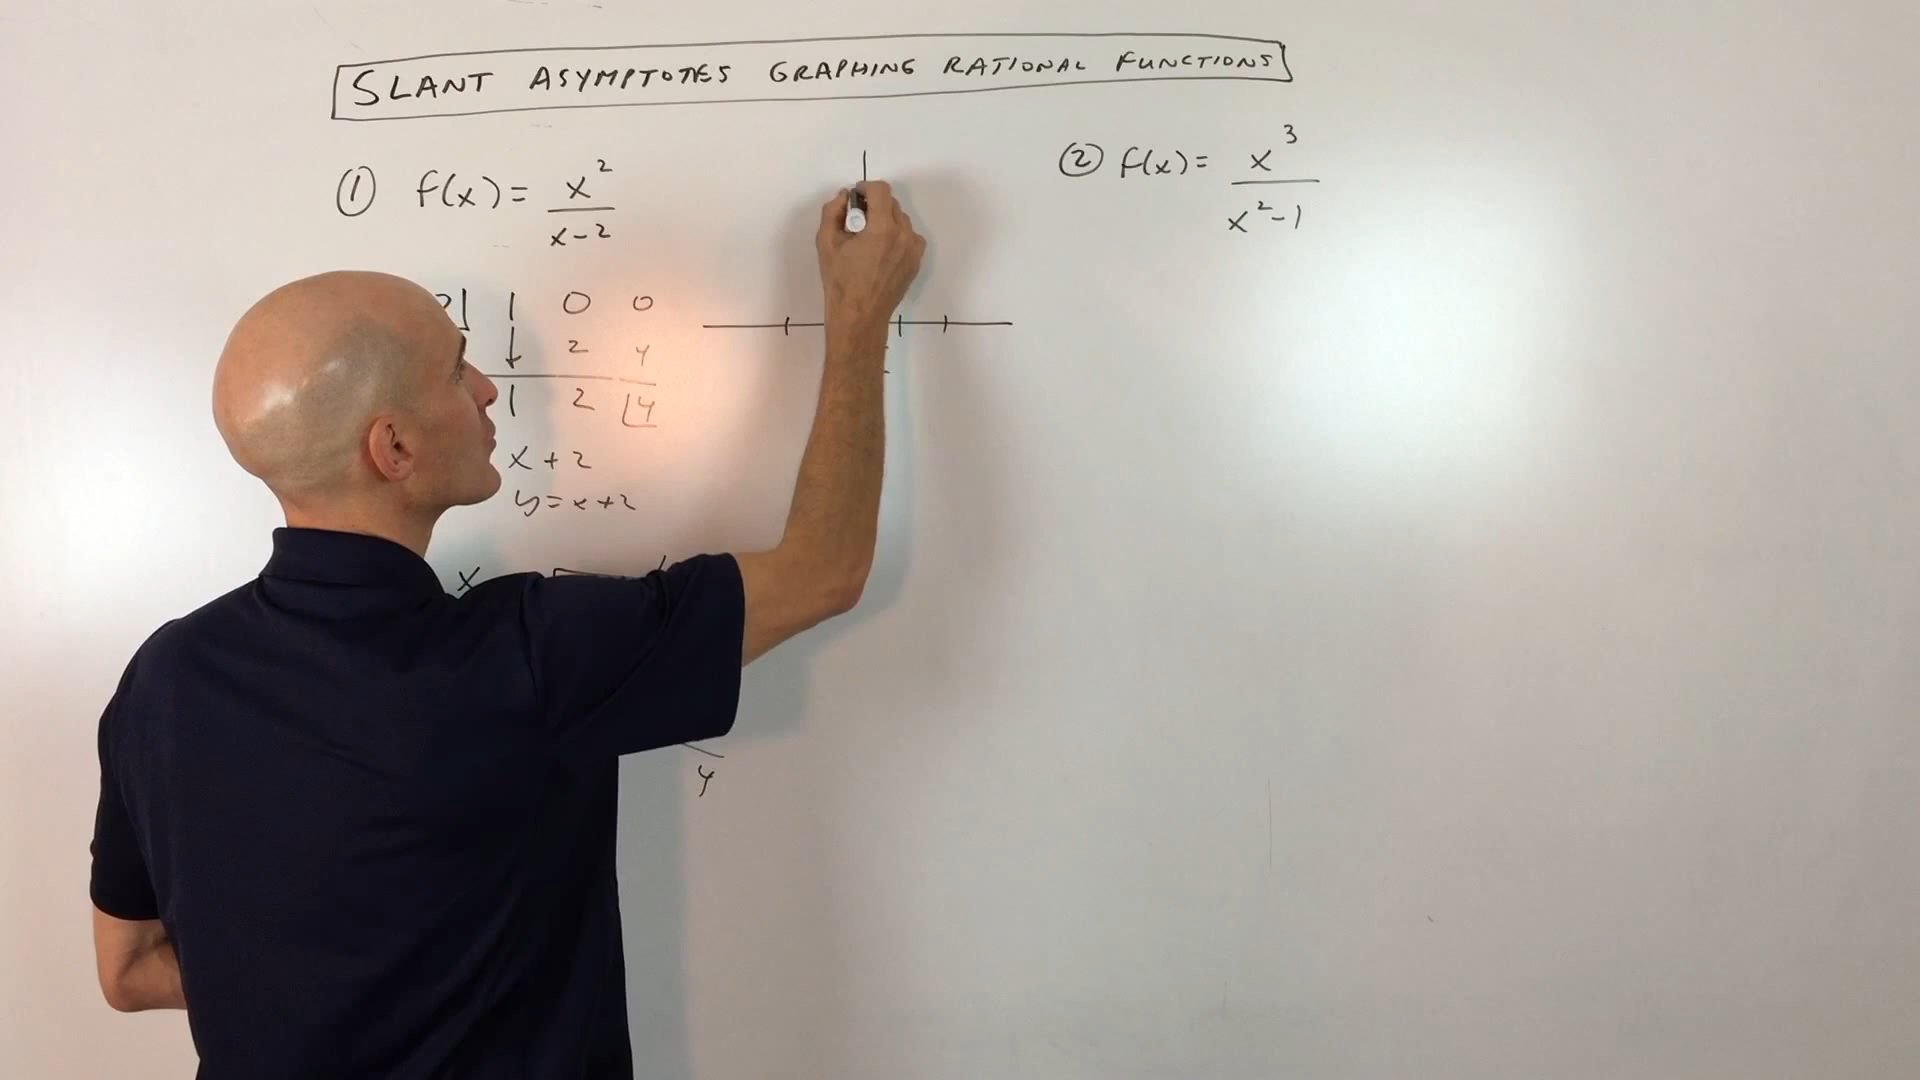 SLANT ASYMPTOTES GRAPHING RATIONAL FUNCTIONS
① f(x) = x²
x-2
② f(x) = x³
x²-1
2| 1 0 0
↓ 2 4
1 2 |4
x + 2
y = x + 2
x
4